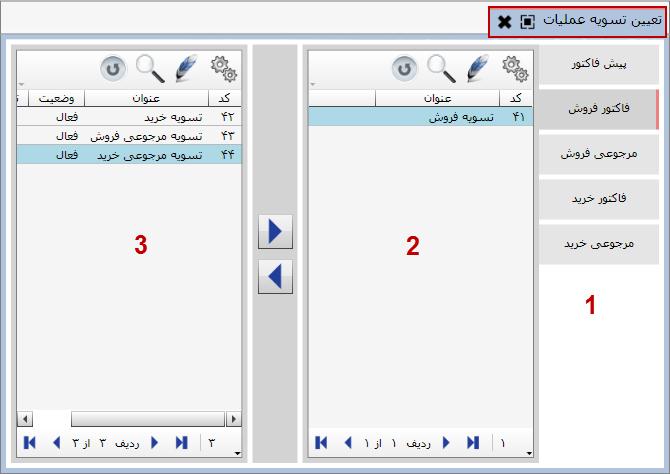 تعیین تسویه عملیات
پیش فاکتور
فاکتور فروش
مرجوعی فروش
فاکتور خرید
مرجوعی خرید
1
کد عنوان
۴۱ تسویه فروش
2
۱ ردیف ۱ از ۱
کد عنوان وضعیت
۴۲ تسویه خرید فعال
۴۳ تسویه مرجوعی فروش فعال
۴۴ تسویه مرجوعی خرید فعال
3
۳ ردیف ۳ از ۳